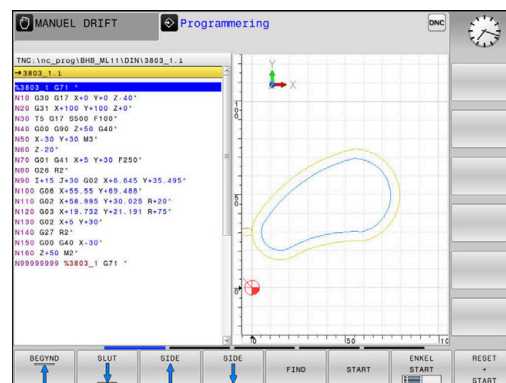 MANUEL DRIFT
Programmering
DNC
TNC:\nc_prog\BHB_ML11\DIN\3803_1.i
→3803_1.i
%3803_1 G71 *
N10 G30 G17 X+0 Y+0 Z-40*
N20 G31 X+100 Y+100 Z+0*
N30 T5 G17 S500 F100*
N40 G00 G90 Z+50 G40*
N50 X-30 Y+30 M3*
N60 Z-20*
N70 G01 G41 X+5 Y+30 F250*
N80 G26 R2*
N90 I+15 J+30 G02 X+6.645 Y+35.495*
N100 G06 X+55.55 Y+69.488*
N110 G02 X+58.995 Y+30.025 R+20*
N120 G03 X+19.732 Y+21.191 R+75*
N130 G02 X+5 Y+30*
N140 G27 R2*
N150 G00 G40 X-30*
N160 Z+50 M2*
N99999999 %3803_1 G71 *
Y
X
100
50
0
0
50
10
BEGYND
SLUT
SIDE
SIDE
FIND
START
ENKEL
START
RESET
+
START